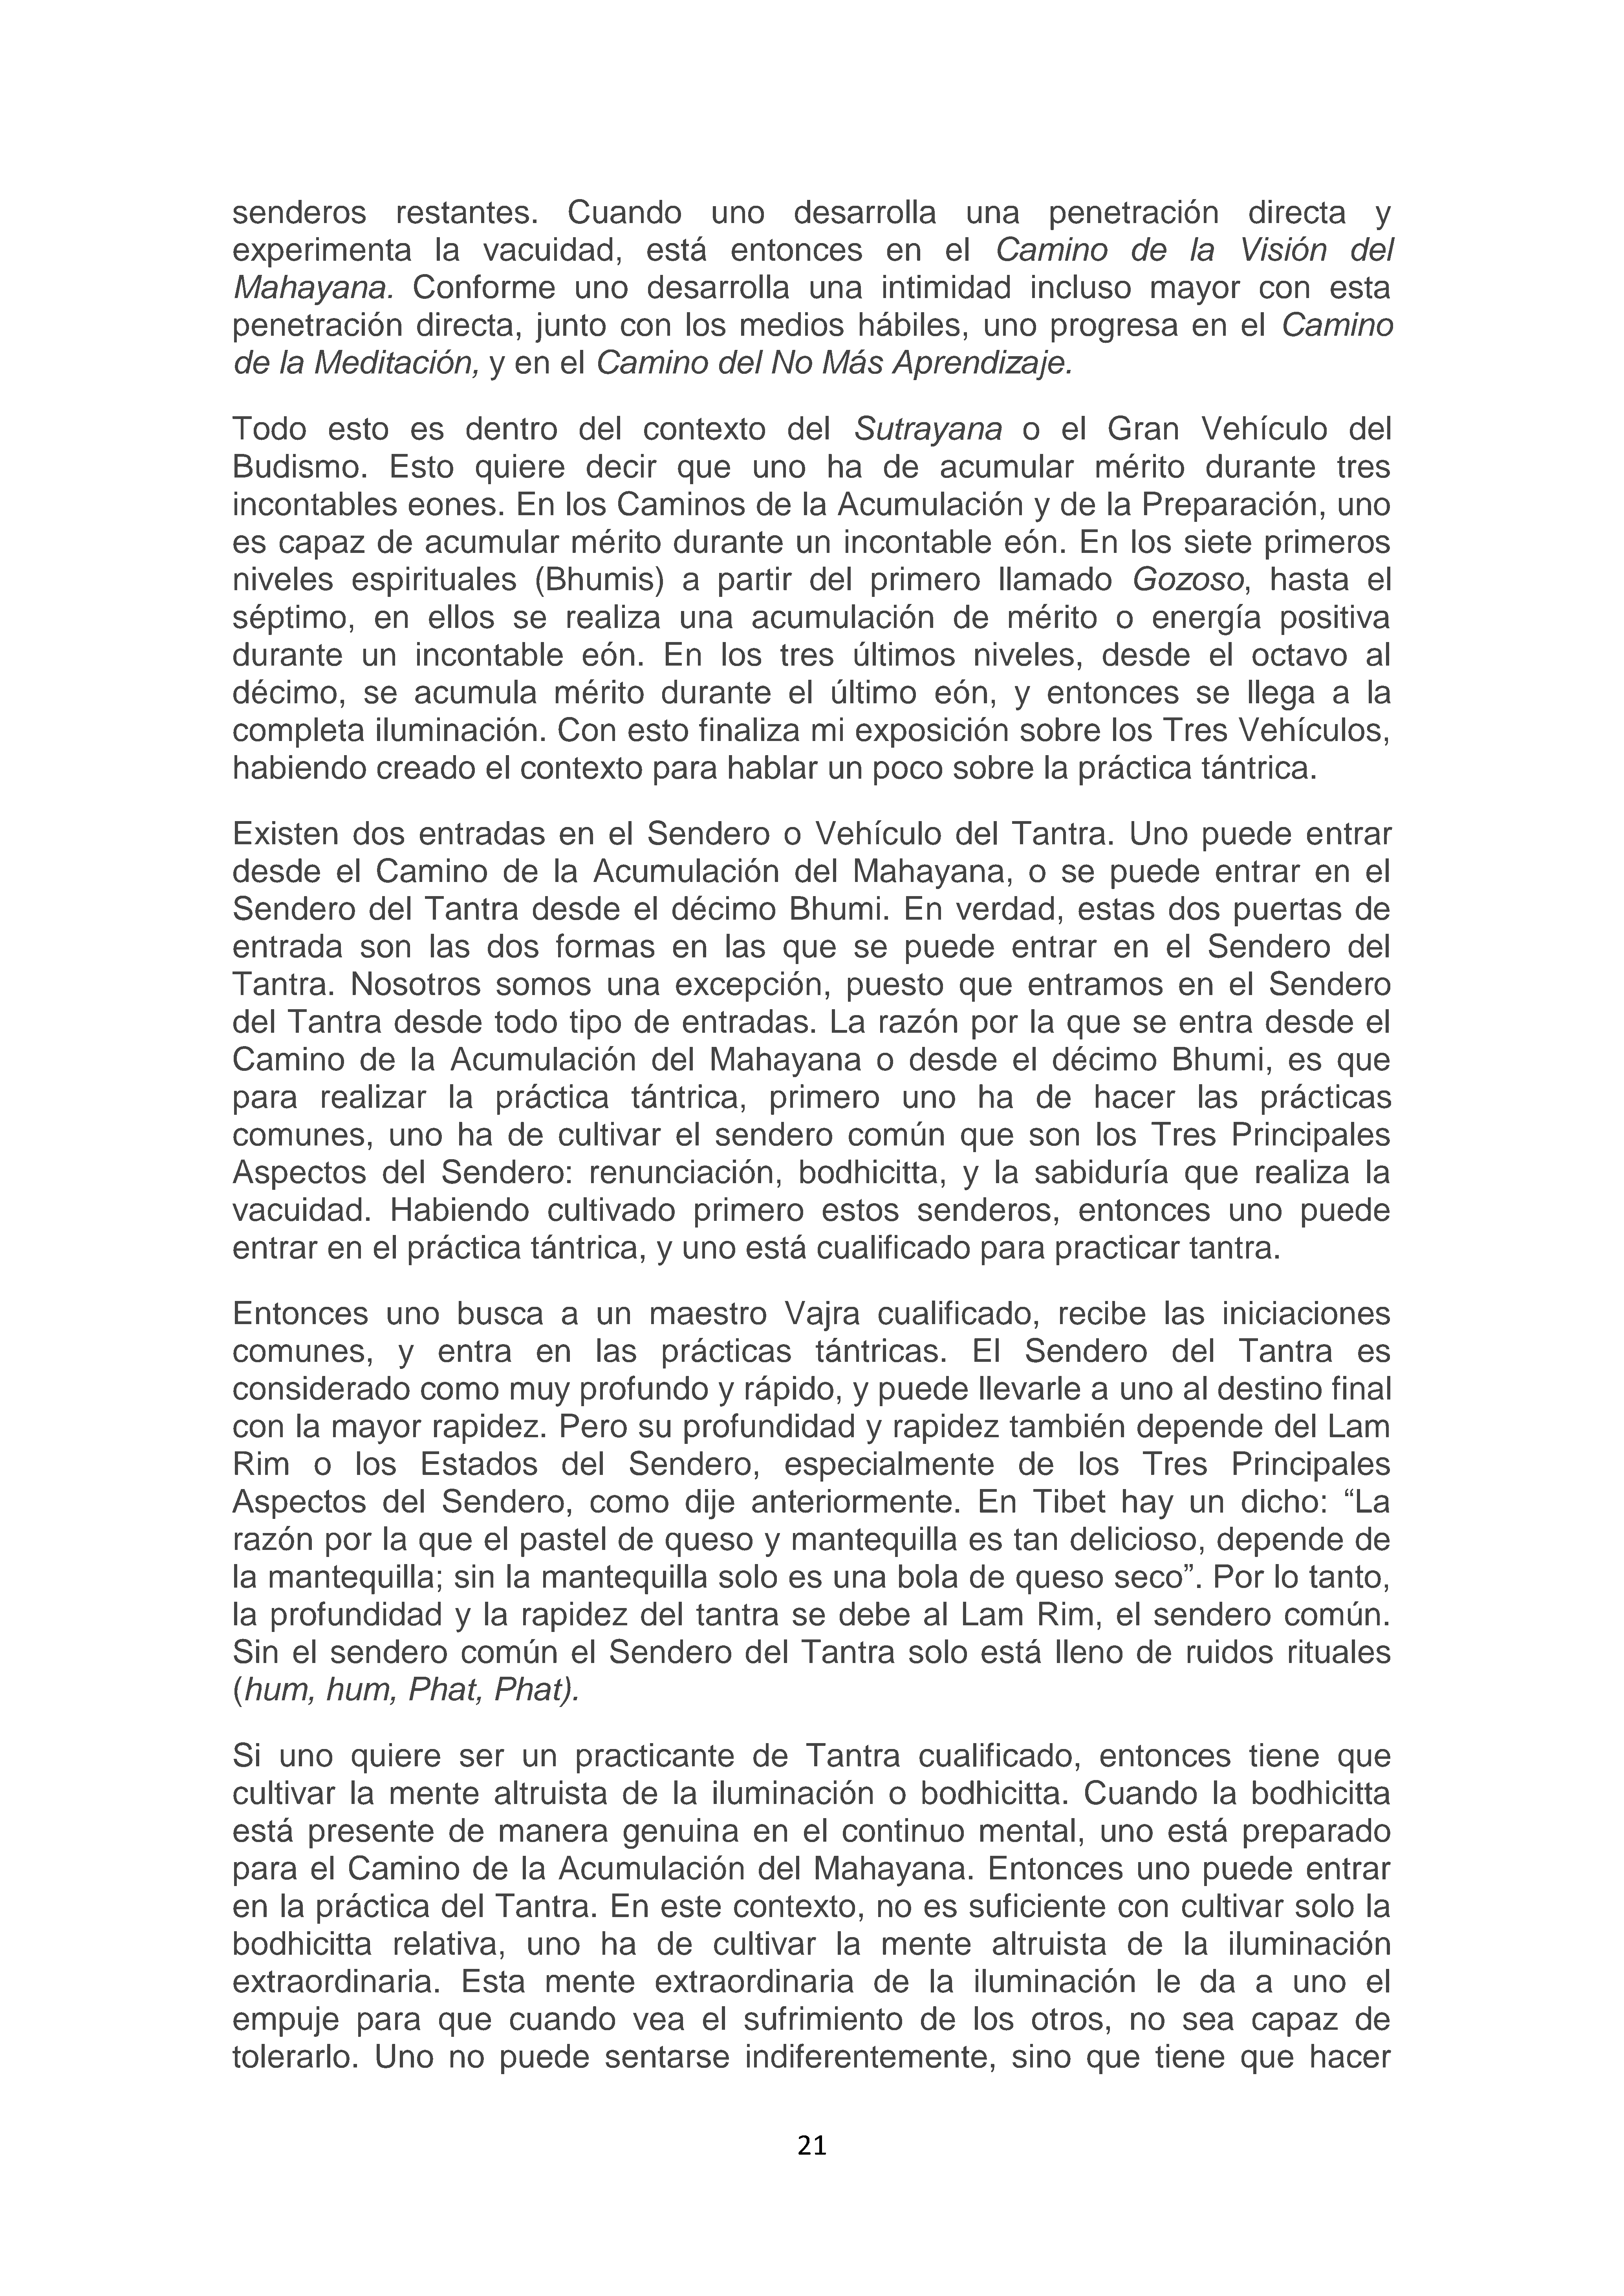 senderos restantes. Cuando uno desarrolla una penetración directa y
experimenta la vacuidad, está entonces en el Camino de la Visión del
Mahayana. Conforme uno desarrolla una intimidad incluso mayor con esta
penetración directa, junto con los medios hábiles, uno progresa en el Camino
de la Meditación, y en el Camino del No Más Aprendizaje.
Todo esto es dentro del contexto del Sutrayana o el Gran Vehículo del
Budismo. Esto quiere decir que uno ha de acumular mérito durante tres
incontables eones. En los Caminos de la Acumulación y de la Preparación, uno
es capaz de acumular mérito durante un incontable eón. En los siete primeros
niveles espirituales (Bhumis) a partir del primero llamado Gozoso, hasta el
séptimo, en ellos se realiza una acumulación de mérito o energía positiva
durante un incontable eón. En los tres últimos niveles, desde el octavo al
décimo, se acumula mérito durante el último eón, y entonces se llega a la
completa iluminación. Con esto finaliza mi exposición sobre los Tres Vehículos,
habiendo creado el contexto para hablar un poco sobre la práctica tántrica.
Existen dos entradas en el Sendero o Vehículo del Tantra. Uno puede entrar
desde el Camino de la Acumulación del Mahayana, o se puede entrar en el
Sendero del Tantra desde el décimo Bhumi. En verdad, estas dos puertas de
entrada son las dos formas en las que se puede entrar en el Sendero del
Tantra. Nosotros somos una excepción, puesto que entramos en el Sendero
del Tantra desde todo tipo de entradas. La razón por la que se entra desde el
Camino de la Acumulación del Mahayana o desde el décimo Bhumi, es que
para realizar la práctica tántrica, primero uno ha de hacer las prácticas
comunes, uno ha de cultivar el sendero común que son los Tres Principales
Aspectos del Sendero: renunciación, bodhicitta, y la sabiduría que realiza la
vacuidad. Habiendo cultivado primero estos senderos, entonces uno puede
entrar en el práctica tántrica, y uno está cualificado para practicar tantra.
Entonces uno busca a un maestro Vajra cualificado, recibe las iniciaciones
comunes, y entra en las prácticas tántricas. El Sendero del Tantra es
considerado como muy profundo y rápido, y puede llevarle a uno al destino final
con la mayor rapidez. Pero su profundidad y rapidez también depende del Lam
Rim o los Estados del Sendero, especialmente de los Tres Principales
Aspectos del Sendero, como dije anteriormente. En Tibet hay un dicho: “La
razón por la que el pastel de queso y mantequilla es tan delicioso, depende de
la mantequilla; sin la mantequilla solo es una bola de queso seco”. Por lo tanto,
la profundidad y la rapidez del tantra se debe al Lam Rim, el sendero común.
Sin el sendero común el Sendero del Tantra solo está lleno de ruidos rituales
(hum, hum, Phat, Phat).
Si uno quiere ser un practicante de Tantra cualificado, entonces tiene que
cultivar la mente altruista de la iluminación o bodhicitta. Cuando la bodhicitta
está presente de manera genuina en el continuo mental, uno está preparado
para el Camino de la Acumulación del Mahayana. Entonces uno puede entrar
en la práctica del Tantra. En este contexto, no es suficiente con cultivar solo la
bodhicitta relativa, uno ha de cultivar la mente altruista de la iluminación
extraordinaria. Esta mente extraordinaria de la iluminación le da a uno el
empuje para que cuando vea el sufrimiento de los otros, no sea capaz de
tolerarlo. Uno no puede sentarse indiferentemente, sino que tiene que hacer
21